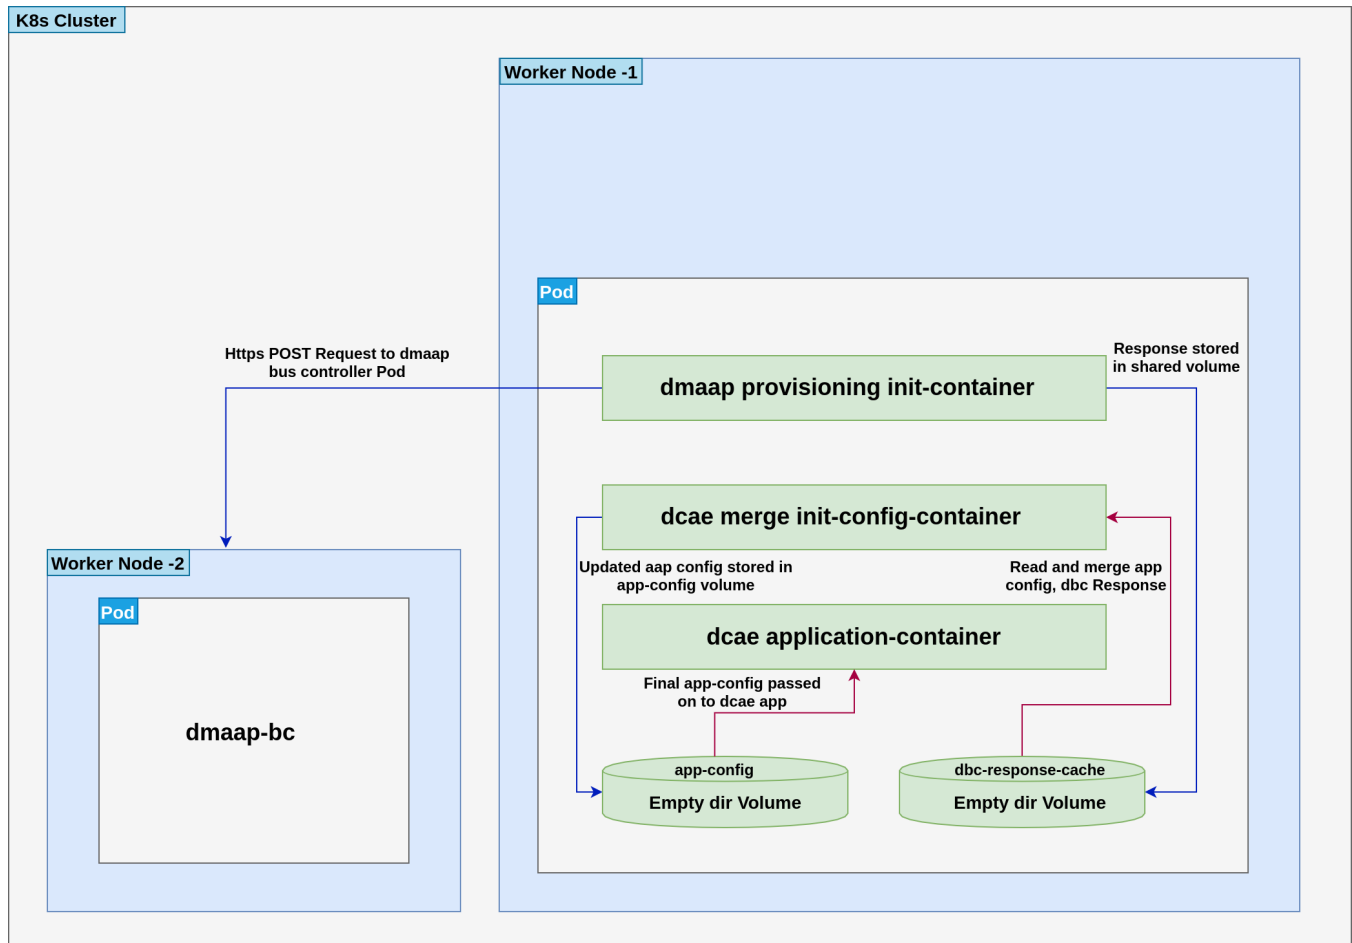 K8s Cluster
Worker Node -1
Pod
Https POST Request to dmaap
bus controller Pod
Response stored
in shared volume
dmaap provisioning init-container
dcae merge init-config-container
Updated aap config stored in
app-config volume
Read and merge app
config, dbc Response
Worker Node -2
Pod
dcae application-container
Final app-config passed
on to dcae app
dmaap-bc
app-config
Empty dir Volume
dbc-response-cache
Empty dir Volume